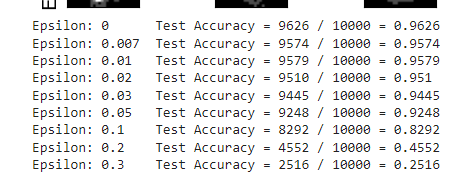 Epsilon: 0 Test Accuracy = 9626 / 10000 = 0.9626
Epsilon: 0.007 Test Accuracy = 9574 / 10000 = 0.9574
Epsilon: 0.01 Test Accuracy = 9579 / 10000 = 0.9579
Epsilon: 0.02 Test Accuracy = 9510 / 10000 = 0.951
Epsilon: 0.03 Test Accuracy = 9445 / 10000 = 0.9445
Epsilon: 0.05 Test Accuracy = 9248 / 10000 = 0.9248
Epsilon: 0.1 Test Accuracy = 8292 / 10000 = 0.8292
Epsilon: 0.2 Test Accuracy = 4552 / 10000 = 0.4552
Epsilon: 0.3 Test Accuracy = 2516 / 10000 = 0.2516